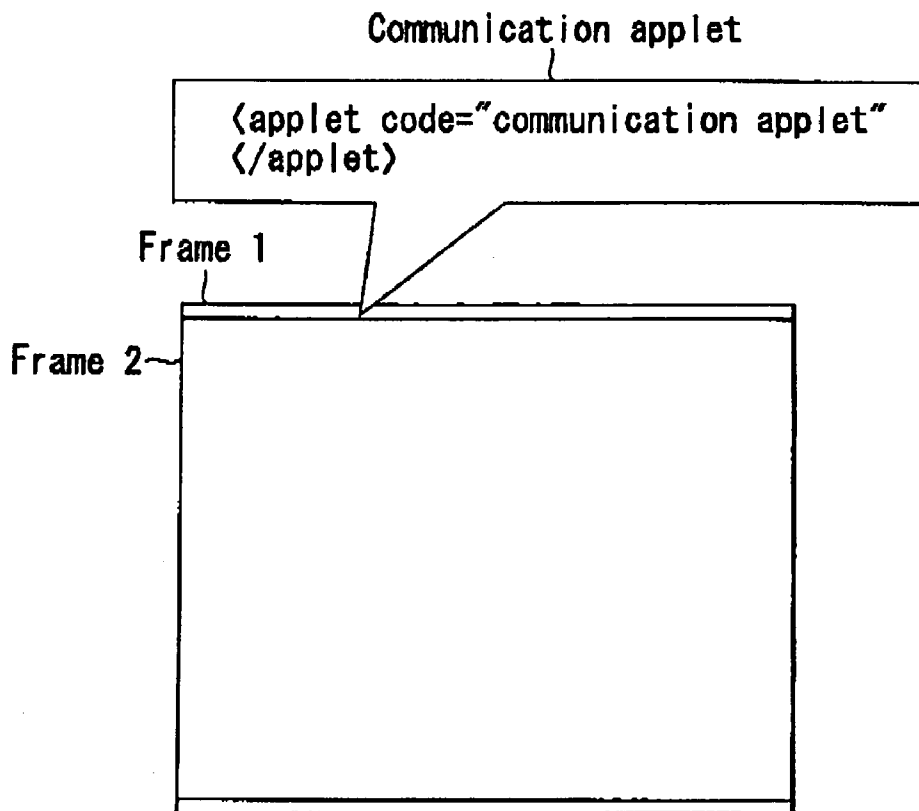 Communication applet
<applet code="communication applet"
</applet>
Frame 1
Frame 2